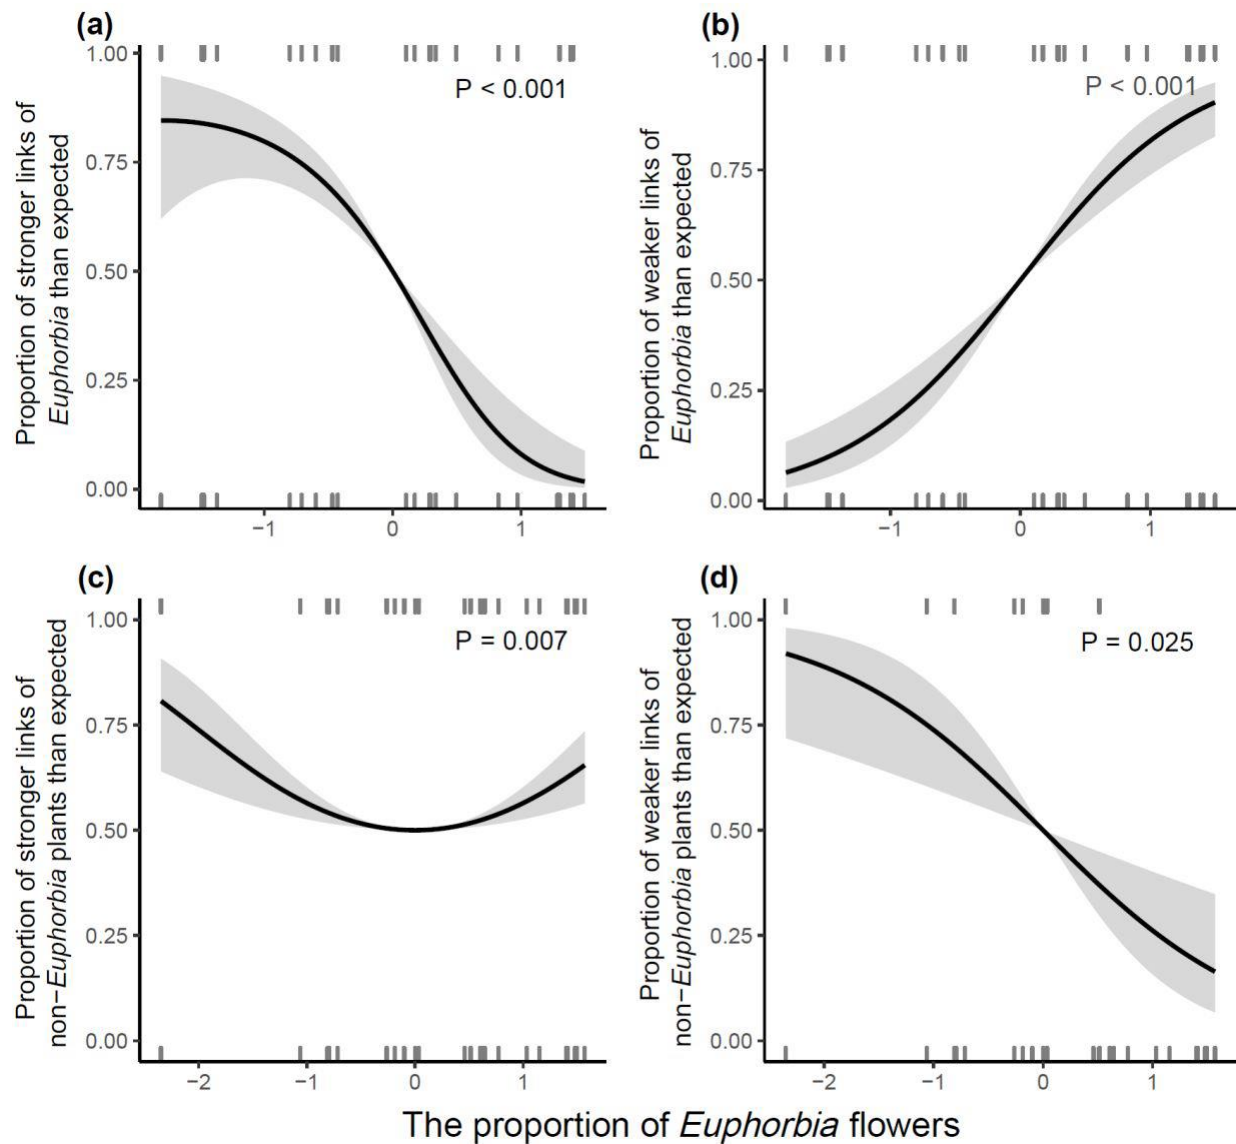 (a)
Proportion of stronger links of
Euphorbia than expected
1.00
0.75
0.50
0.25
0.00
P < 0.001
−1
0
1
(b)
Proportion of weaker links of
Euphorbia than expected
1.00
0.75
0.50
0.25
0.00
P < 0.001
−1
0
1
(c)
Proportion of stronger links of
non−Euphorbia plants than expected
1.00
0.75
0.50
0.25
0.00
P = 0.007
−2
−1
0
1
(d)
Proportion of weaker links of
non−Euphorbia plants than expected
1.00
0.75
0.50
0.25
0.00
P = 0.025
−2
−1
0
1
The proportion of Euphorbia flowers